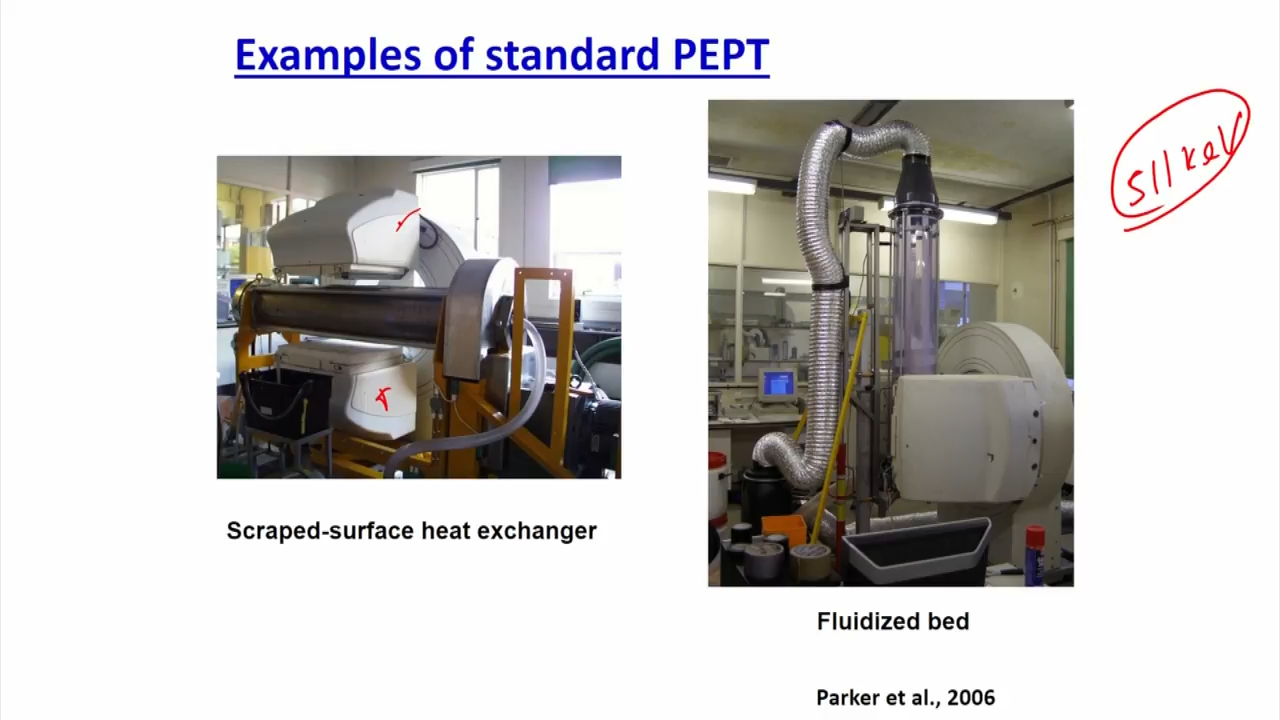 Examples of standard PEPT
511 keV
Scraped-surface heat exchanger
Fluidized bed
Parker et al., 2006